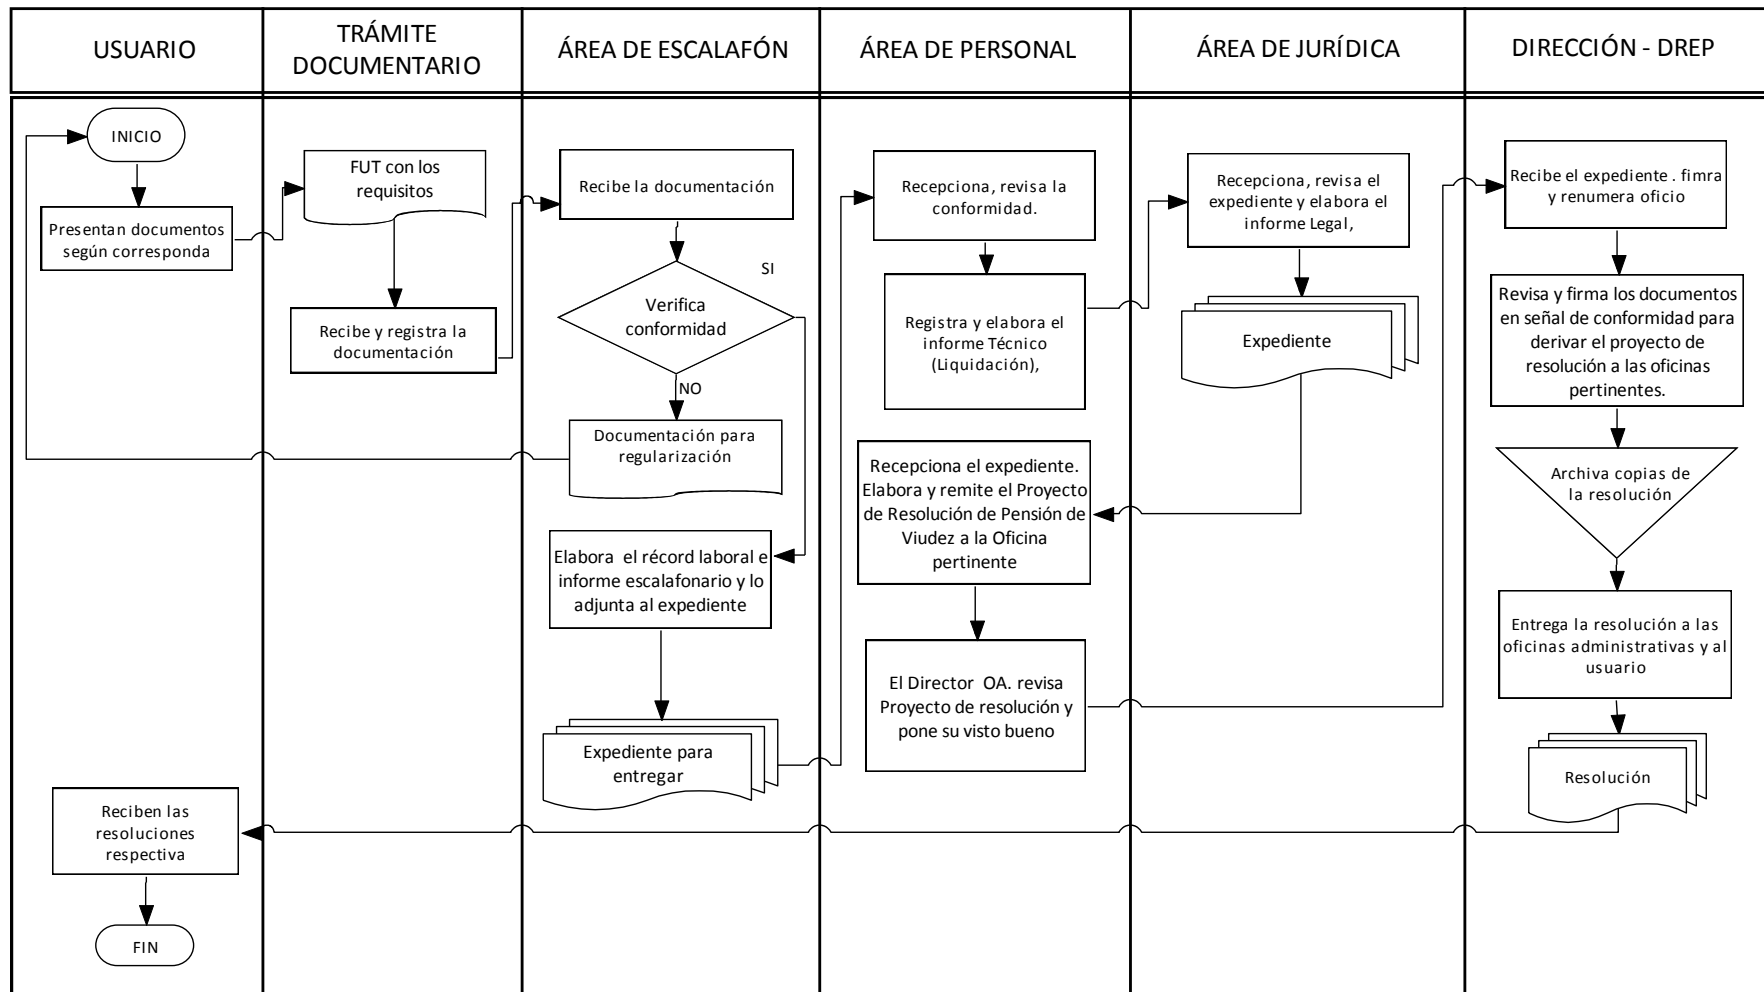 USUARIO
TRÁMITE
DOCUMENTARIO
ÁREA DE ESCALAFÓN
ÁREA DE PERSONAL
ÁREA DE JURÍDICA
DIRECCIÓN - DREP
INICIO
Presentan documentos
según corresponda
Reciben las
resoluciones
respectiva
FIN
FUT con los
requisitos
Recibe y registra la
documentación
Recibe la documentación
SI
Verifica
conformidad
NO
Documentación para
regularización
Elabora el récord laboral e
informe escalafonario y lo
adjunta al expediente
Expediente para
entregar
Recepciona, revisa la
conformidad.
Registra y elabora el
informe Técnico
(Liquidación),
Recepciona el expediente.
Elabora y remite el Proyecto
de Resolución de Pensión de
Viudez a la Oficina
pertinente
El Director OA. revisa
Proyecto de resolución y
pone su visto bueno
Recepciona, revisa el
expediente y elabora el
informe Legal,
Expediente
Recibe el expediente . fimra
y renumera oficio
Revisa y firma los documentos
en señal de conformidad para
derivar el proyecto de
resolución a las oficinas
pertinentes.
Archiva copias de
la resolución
Entrega la resolución a las
oficinas administrativas y al
usuario
Resolución